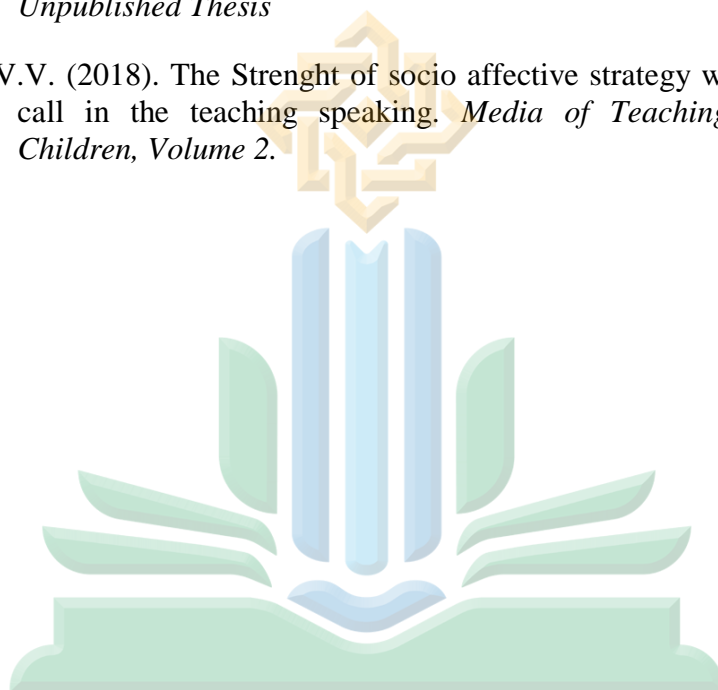 Unpublished Thesis
V.V. (2018). The Strenght of socio affective strategy w
call in the teaching speaking. Media of Teaching
Children, Volume 2.